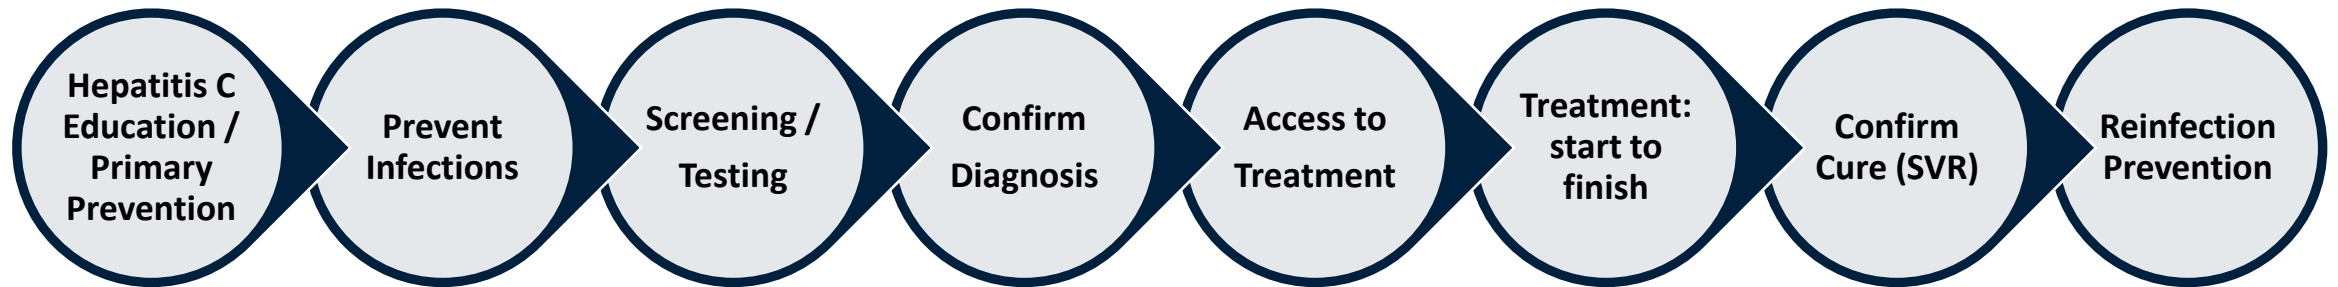 Hepatitis C
Education /
Primary
Prevention
Prevent
Infections
Screening /
Testing
Confirm
Diagnosis
Access to
Treatment
Treatment:
start to
finish
Confirm
Cure (SVR)
Reinfection
Prevention